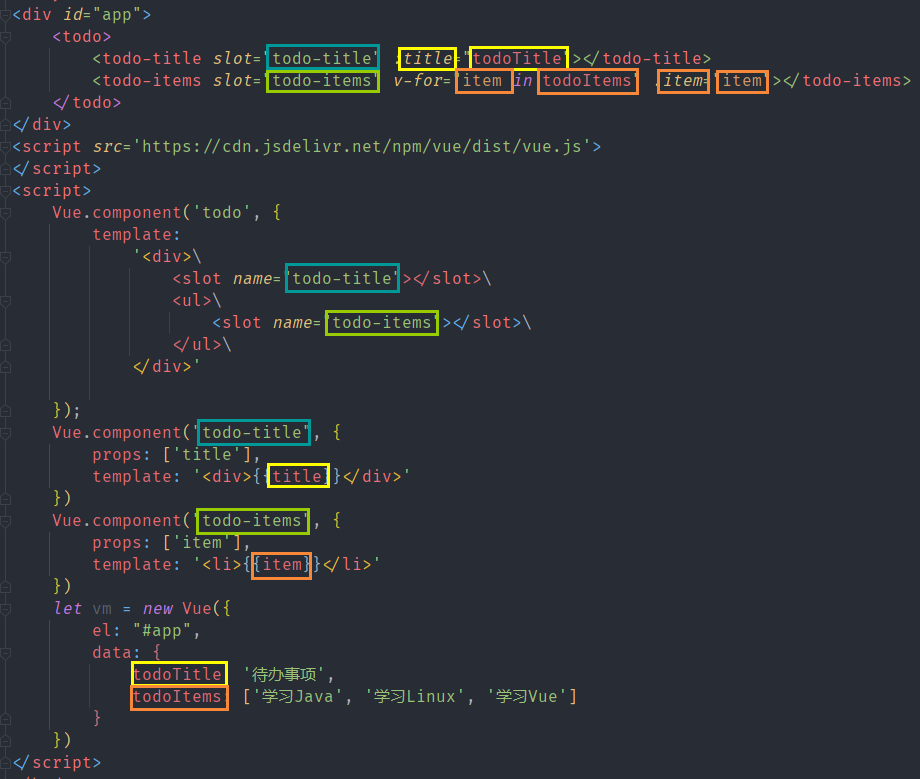 <div id="app">
<todo>
<todo-title slot="todo-title" :title="todoTitle"></todo-title>
<todo-items slot="todo-items" v-for="item in todoItems" :item="item"></todo-items>
</todo>
</div>
<script src='https://cdn.jsdelivr.net/npm/vue/dist/vue.js'>
</script>
<script>
Vue.component('todo', {
template:
'<div>\
<slot name="todo-title"></slot>\
<ul>\
<slot name="todo-items"></slot>\
</ul>\
</div>'
});
Vue.component("todo-title", {
props: ['title'],
template: '<div>{{title}}</div>'
})
Vue.component("todo-items", {
props: ['item'],
template: '<li>{{item}}</li>'
})
let vm = new Vue({
el: "#app",
data: {
todoTitle: '待办事项',
todoItems: ['学习Java', '学习Linux', '学习Vue']
}
})
</script>